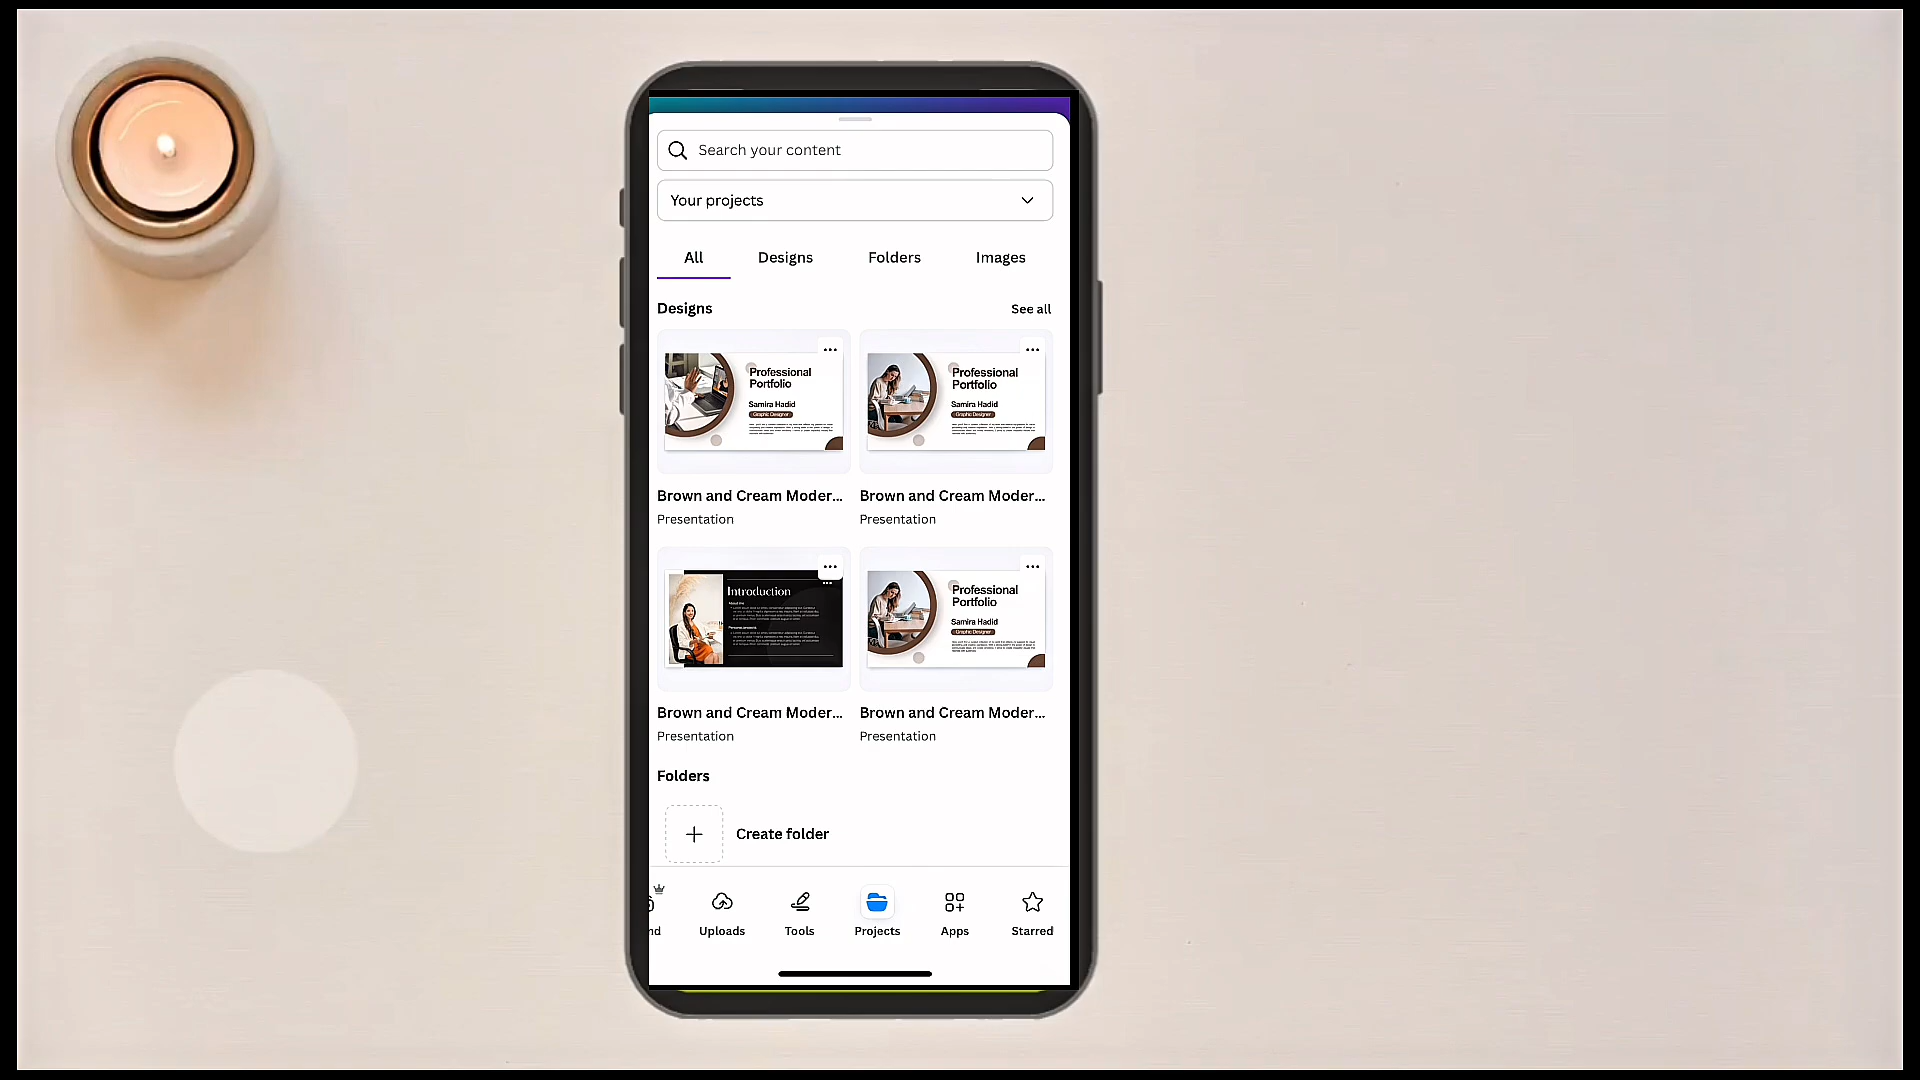 Search your content
Your projects
All
Designs
Folders
Images
Designs
See all
Professional
Portfolio
Samira Hadid
Graphic Designer
Professional
Portfolio
Samira Hadid
Graphic Designer
Brown and Cream Moder...
Brown and Cream Moder...
Presentation
Presentation
Introduction
Professional
Portfolio
Samira Hadid
Graphic Designer
Brown and Cream Moder...
Brown and Cream Moder...
Presentation
Presentation
Folders
Create folder
nd
Uploads
Tools
Projects
Apps
Starred